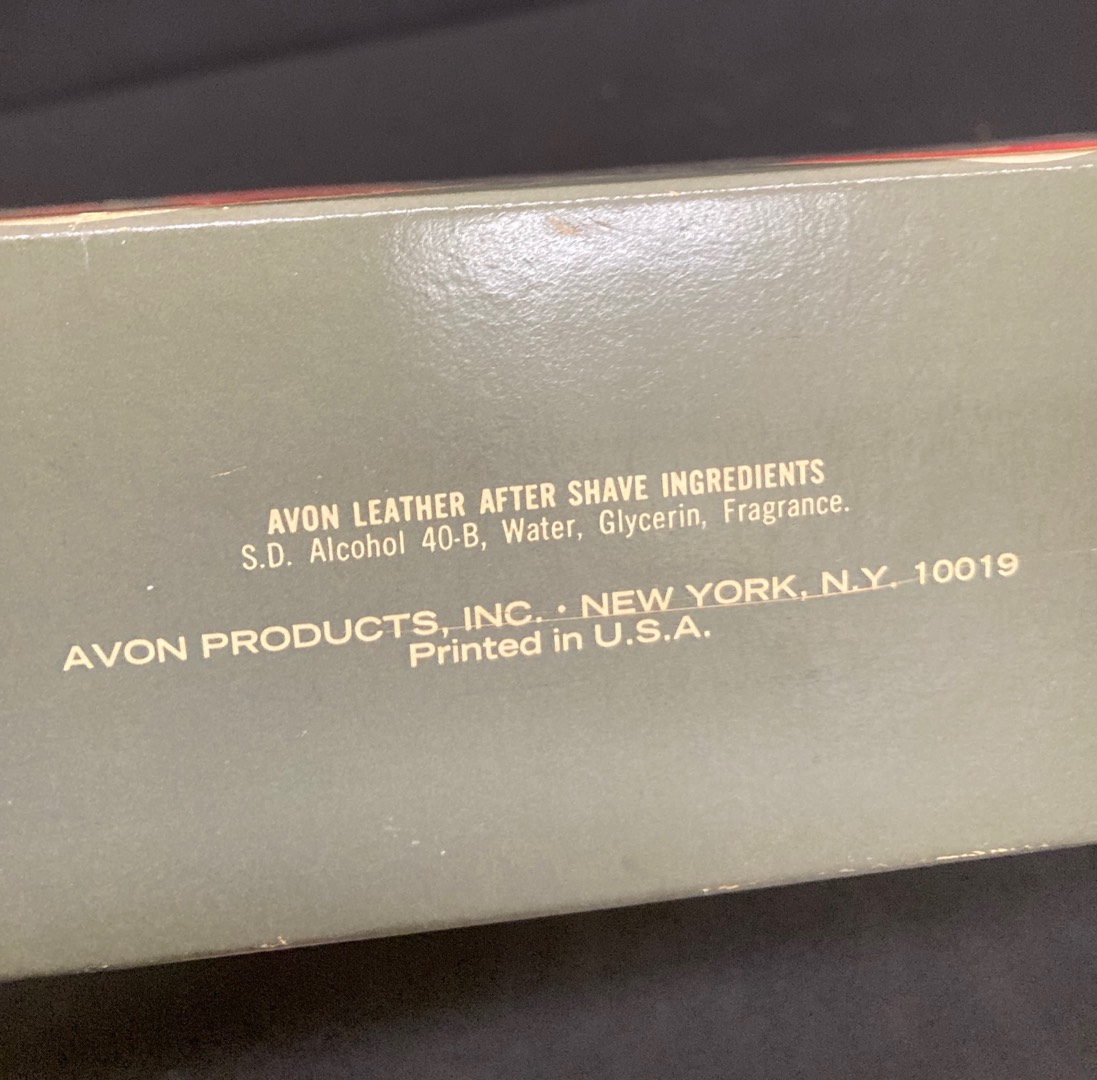 AVON LEATHER AFTER SHAVE INGREDIENTS
S.D. Alcohol 40-B, Water, Glycerin, Fragrance.
AVON PRODUCTS, INC. · NEW YORK, N.Y. 10019
Printed in U.S.A.